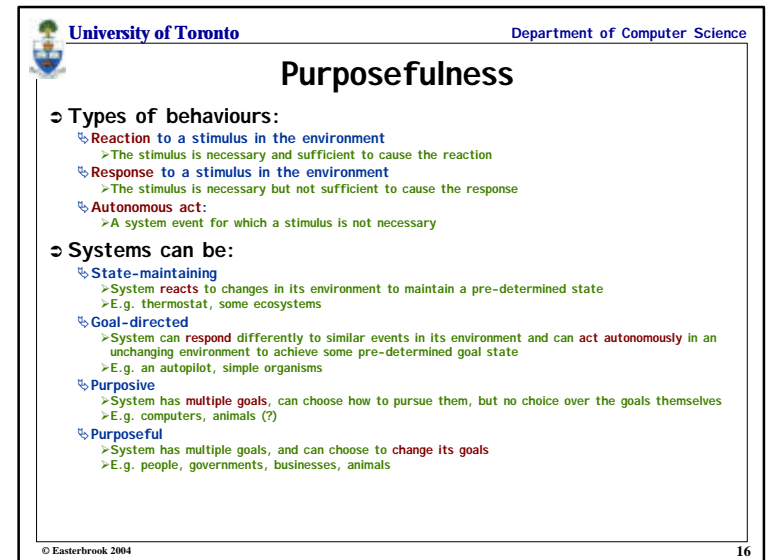 University of Toronto
Department of Computer Science
Purposefulness
➲ Types of behaviours:
Reaction to a stimulus in the environment
➢The stimulus is necessary and sufficient to cause the reaction
Response to a stimulus in the environment
➢The stimulus is necessary but not sufficient to cause the response
Autonomous act:
➢A system event for which a stimulus is not necessary
➲ Systems can be:
State-maintaining
➢System reacts to changes in its environment to maintain a pre-determined state
➢E.g. thermostat, some ecosystems
Goal-directed
➢System can respond differently to similar events in its environment and can act autonomously in an
unchanging environment to achieve some pre-determined goal state
➢E.g. an autopilot, simple organisms
Purposive
➢System has multiple goals, can choose how to pursue them, but no choice over the goals themselves
➢E.g. computers, animals (?)
Purposeful
➢System has multiple goals, and can choose to change its goals
➢E.g. people, governments, businesses, animals
© Easterbrook 2004
16